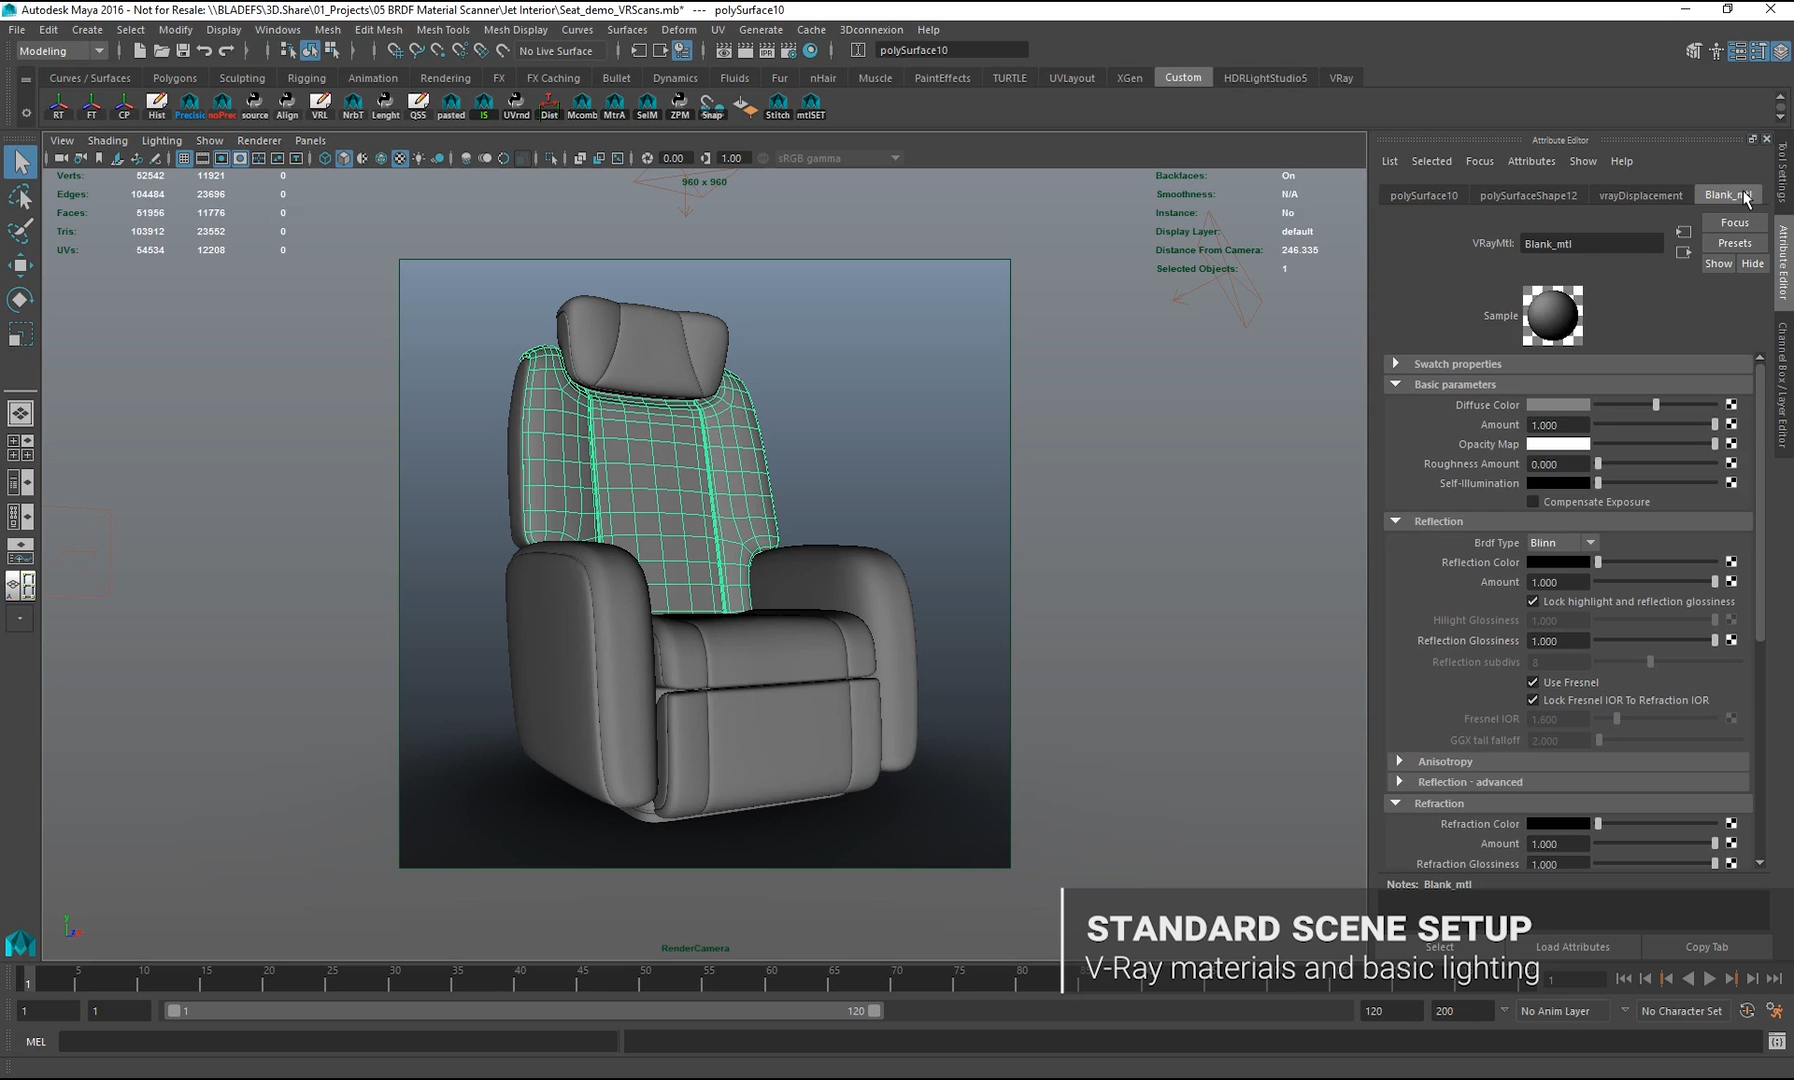 Autodesk Maya 2016 - Not for Resale: \\BLADEFS\3D.Share\01_Projects\05 BRDF Material Scanner\Jet Interior\Seat_demo_VRScans.mb* --- polySurface10
File Edit Create Select Modify Display Windows Mesh Edit Mesh Mesh Tools Mesh Display Curves Surfaces Deform UV Generate Cache 3Dconnexion Help
Modeling No Live Surface polySurface10
Curves / Surfaces Polygons Sculpting Rigging Animation Rendering FX FX Caching Bullet Dynamics Fluids Fur nHair Muscle PaintEffects TURTLE UVLayout XGen Custom HDRLightStudio5 VRay
RT FT CP Hist Precisic noPrec source Align VRL NrbT Lenght QSS pasted IS UVrnd Dist Mcomb MtrA SelM ZPM Snap Stitch mtlSET
View Shading Lighting Show Renderer Panels
0.00 1.00 sRGB gamma
Verts: 52542 11921 0
Edges: 104484 23696 0
Faces: 51956 11776 0
Tris: 103912 23552 0
UVs: 54534 12208 0
960 x 960
Backfaces: On
Smoothness: N/A
Instance: No
Display Layer: default
Distance From Camera: 246.335
Selected Objects: 1
RenderCamera
Attribute Editor
List Selected Focus Attributes Show Help
polySurface10 polySurfaceShape12 vrayDisplacement Blank_mtl
Focus
VRayMtl: Blank_mtl Presets
Show Hide
Sample
Swatch properties
Basic parameters
Diffuse Color
Amount 1.000
Opacity Map
Roughness Amount 0.000
Self-Illumination
Compensate Exposure
Reflection
Brdf Type Blinn
Reflection Color
Amount 1.000
Lock highlight and reflection glossiness
Hilight Glossiness 1.000
Reflection Glossiness 1.000
Reflection subdivs 8
Use Fresnel
Lock Fresnel IOR To Refraction IOR
Fresnel IOR 1.600
GGX tail falloff 2.000
Anisotropy
Reflection - advanced
Refraction
Refraction Color
Amount 1.000
Refraction Glossiness 1.000
Notes: Blank_mtl
Select Load Attributes Copy Tab
Tool Settings
Attribute Editor
Channel Box / Layer Editor
STANDARD SCENE SETUP
V-Ray materials and basic lighting
1 5 10 15 20 25 30 35 40 45 50 55 60 65 70 75 80 1
1 1 1 120 120 200 No Anim Layer No Character Set
MEL